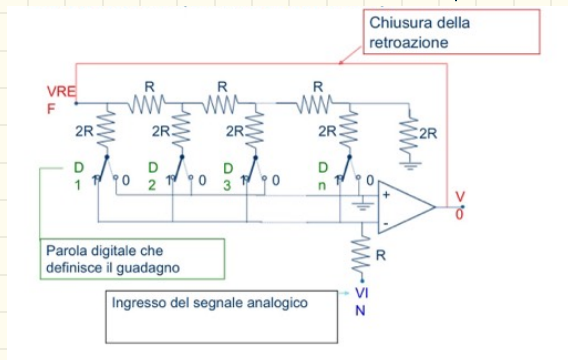 Chiusura della
retroazione
VRE
F
R R R
2R 2R 2R 2R 2R
D
1 1 0
D
2 1 0
D
3 1 0
D
n 1 0
+
-
V
0
R
Parola digitale che
definisce il guadagno
Ingresso del segnale analogico
VI
N